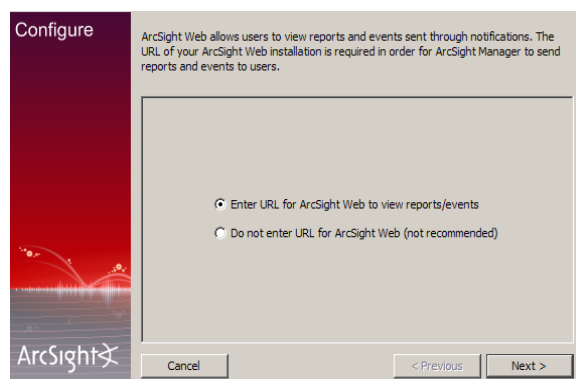 Configure
ArcSight Web allows users to view reports and events sent through notifications. The
URL of your ArcSight Web installation is required in order for ArcSight Manager to send
reports and events to users.
Enter URL for ArcSight Web to view reports/events
Do not enter URL for ArcSight Web (not recommended)
ArcSight
Cancel
< Previous
Next >